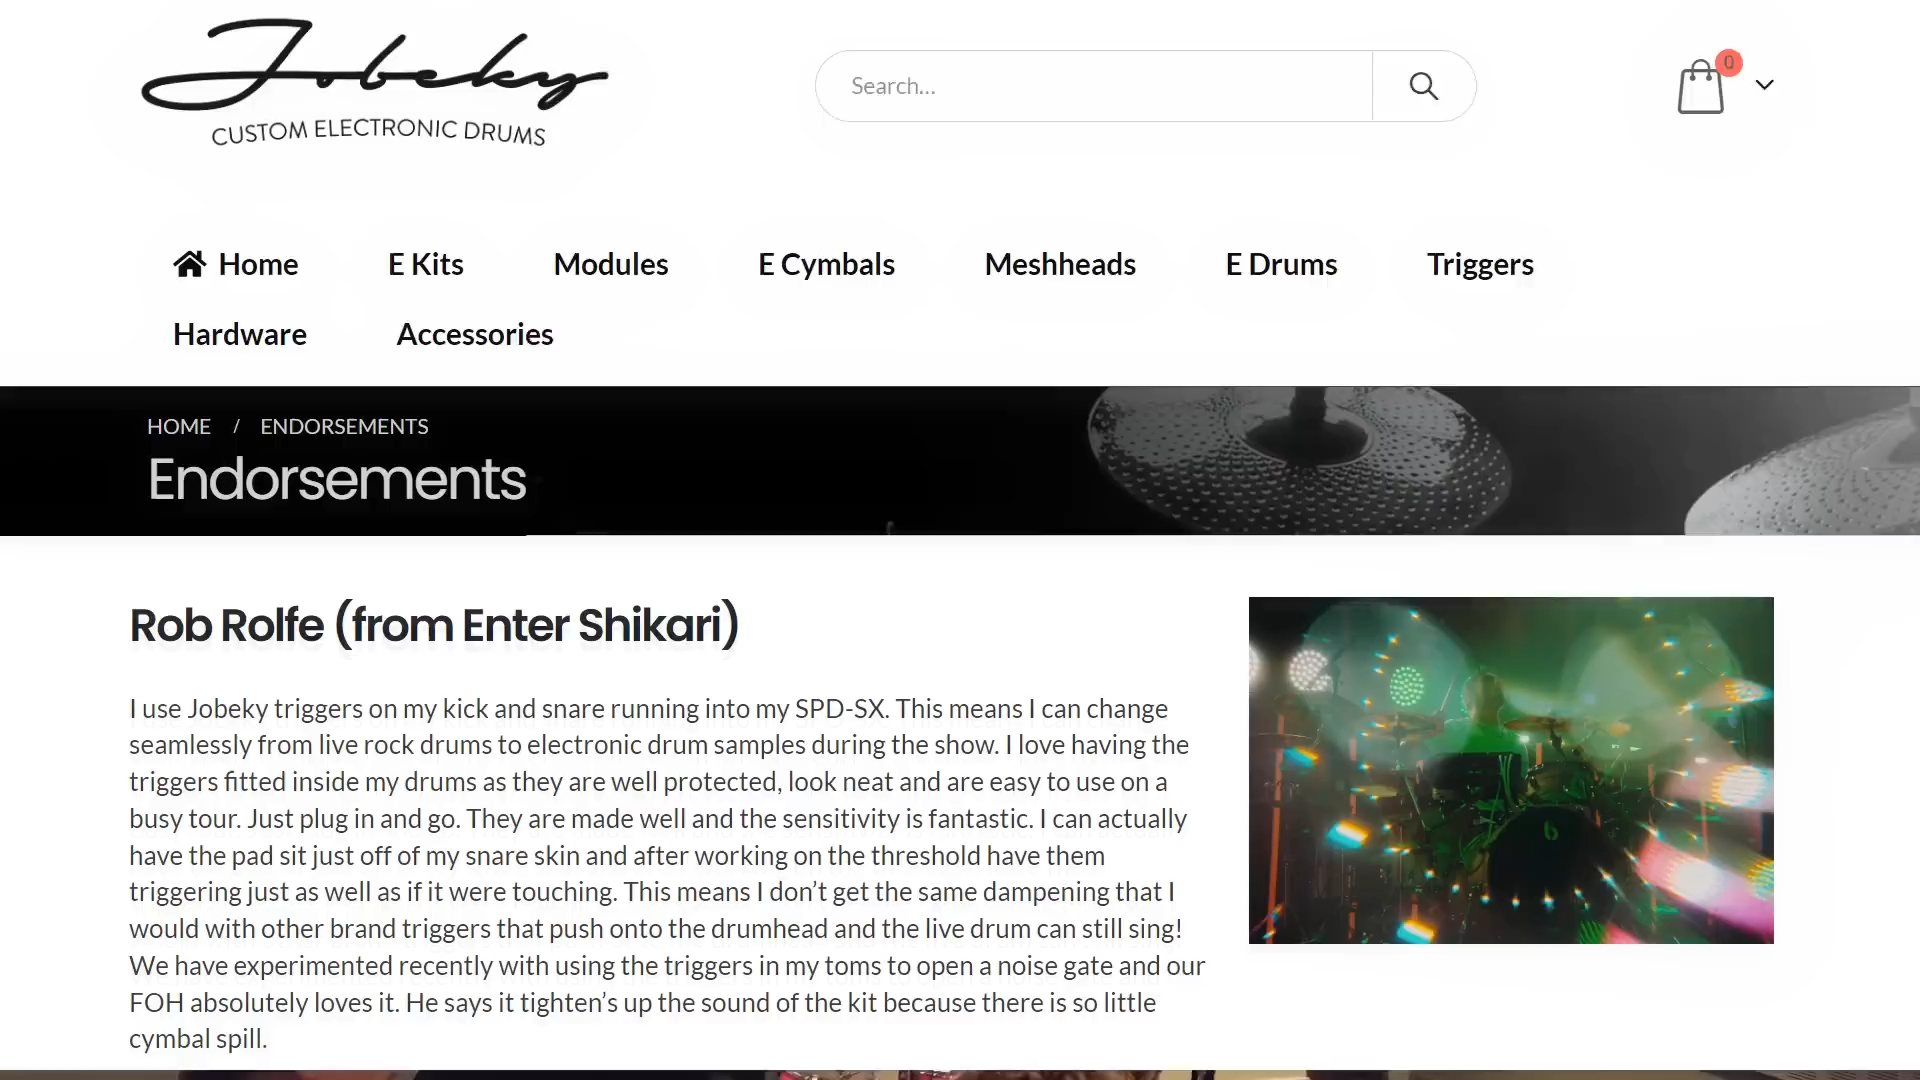 Jobeky
CUSTOM ELECTRONIC DRUMS
Search...
0
Home E Kits Modules E Cymbals Meshheads E Drums Triggers
Hardware Accessories
HOME / ENDORSEMENTS
Endorsements
Rob Rolfe (from Enter Shikari)
I use Jobeky triggers on my kick and snare running into my SPD-SX. This means I can change
seamlessly from live rock drums to electronic drum samples during the show. I love having the
triggers fitted inside my drums as they are well protected, look neat and are easy to use on a
busy tour. Just plug in and go. They are made well and the sensitivity is fantastic. I can actually
have the pad sit just off of my snare skin and after working on the threshold have them
triggering just as well as if it were touching. This means I don’t get the same dampening that I
would with other brand triggers that push onto the drumhead and the live drum can still sing!
We have experimented recently with using the triggers in my toms to open a noise gate and our
FOH absolutely loves it. He says it tighten’s up the sound of the kit because there is so little
cymbal spill.